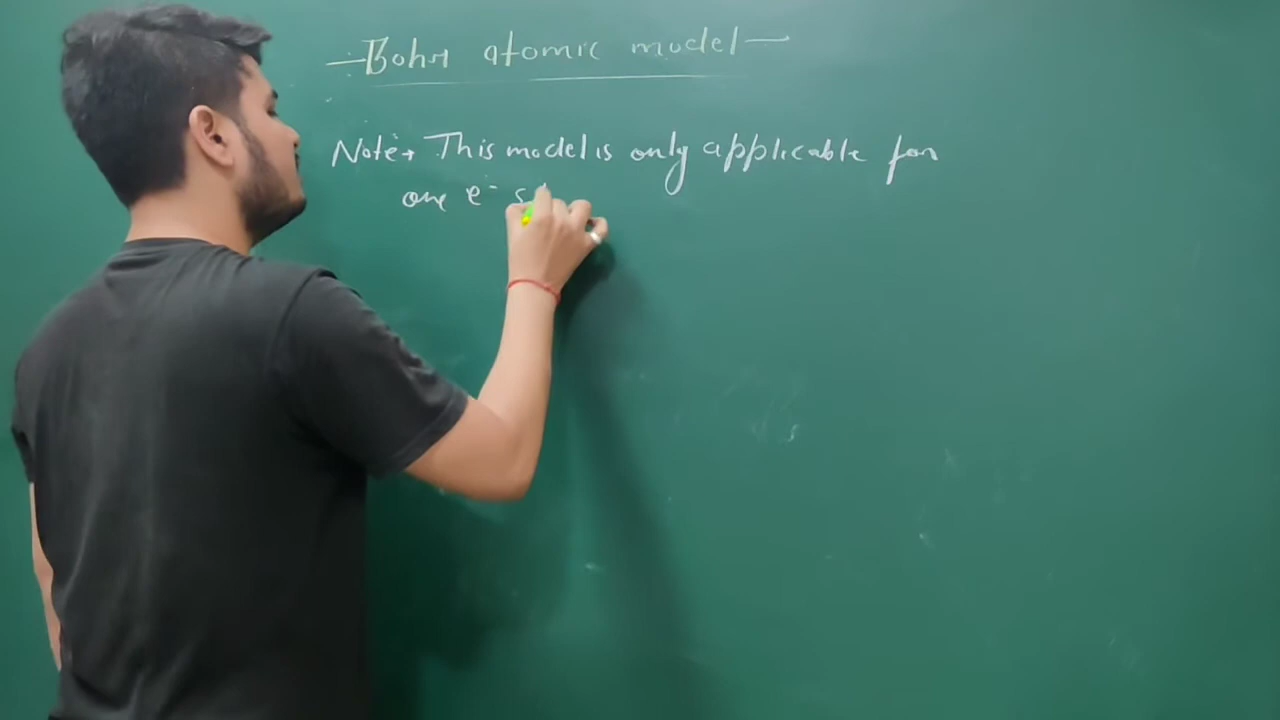 Bohr atomic model
Note→ This model is only applicable for
one e⁻